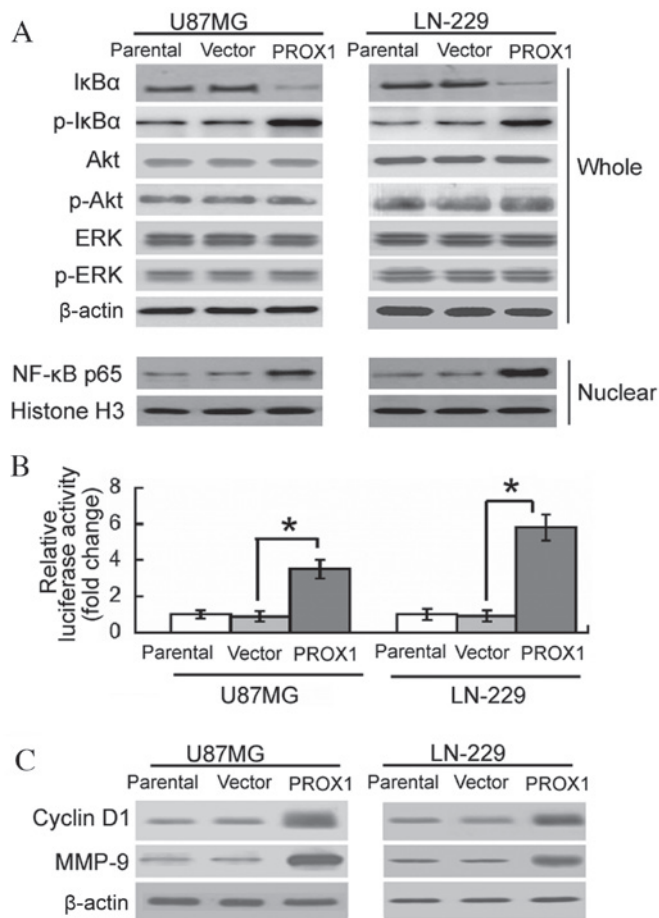 A
U87MG
LN-229
Parental Vector PROX1
Parental Vector PROX1
IκBα
p-IκBα
Akt
p-Akt
ERK
p-ERK
β-actin
Whole
NF-κB p65
Histone H3
Nuclear
B
Relative
luciferase activity
(fold change)
8
6
4
2
0
*
*
Parental Vector PROX1
Parental Vector PROX1
U87MG
LN-229
C
U87MG
LN-229
Parental Vector PROX1
Parental Vector PROX1
Cyclin D1
MMP-9
β-actin